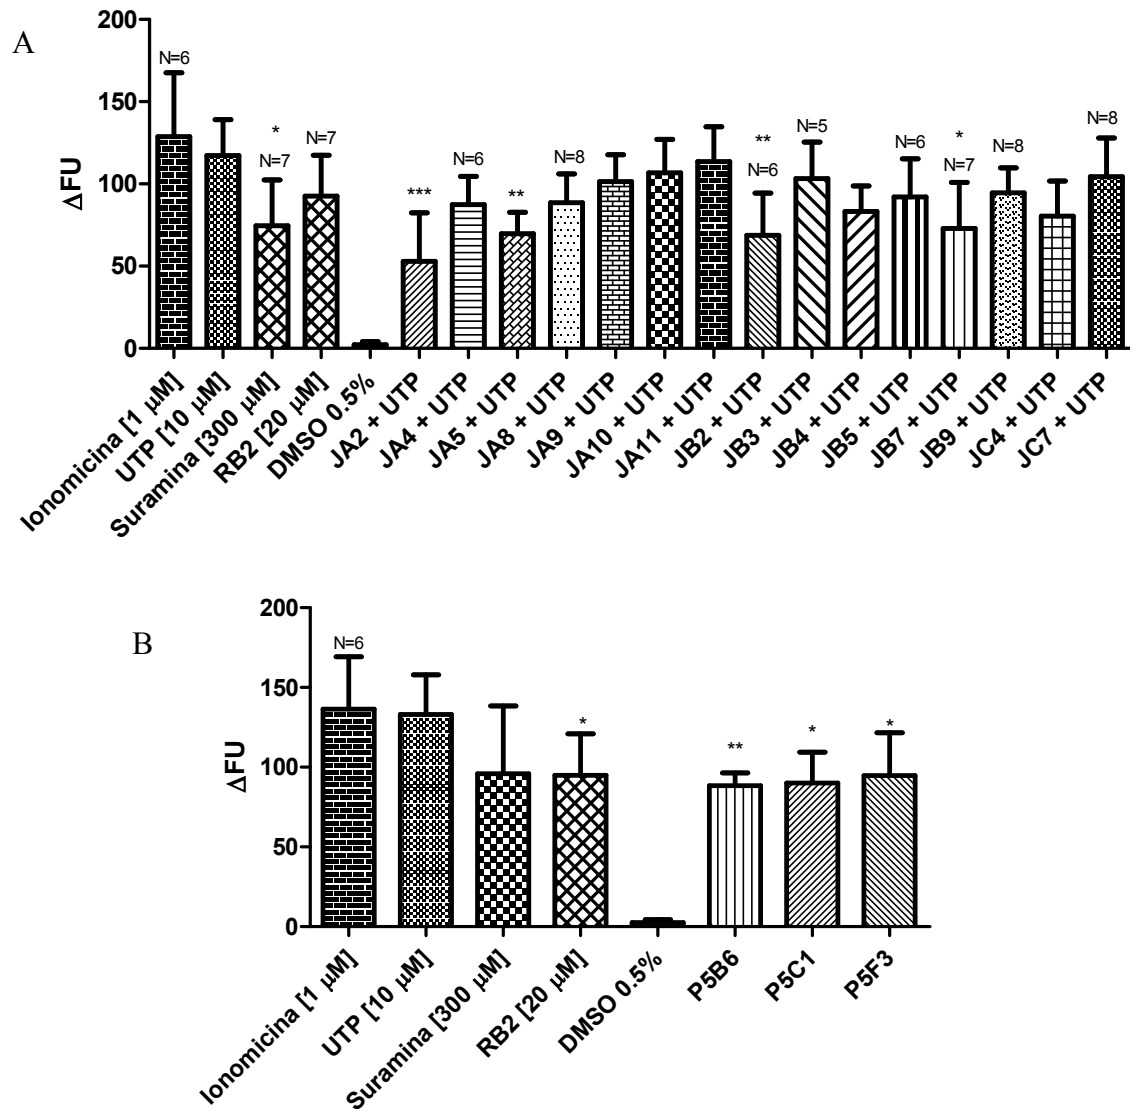 A
ΔFU
200
150
100
50
0
N=6
*
N=7
N=7
***
N=6
**
N=8
**
N=6
N=5
N=6
*
N=7
N=8
N=8
Ionomicina [1 µM]
UTP [10 µM]
Suramina [300 µM]
RB2 [20 µM]
DMSO 0.5%
JA2 + UTP
JA4 + UTP
JA5 + UTP
JA8 + UTP
JA9 + UTP
JA10 + UTP
JA11 + UTP
JB2 + UTP
JB3 + UTP
JB4 + UTP
JB5 + UTP
JB7 + UTP
JB9 + UTP
JC4 + UTP
JC7 + UTP
B
ΔFU
200
150
100
50
0
N=6
*
**
*
*
Ionomicina [1 µM]
UTP [10 µM]
Suramina [300 µM]
RB2 [20 µM]
DMSO 0.5%
P5B6
P5C1
P5F3